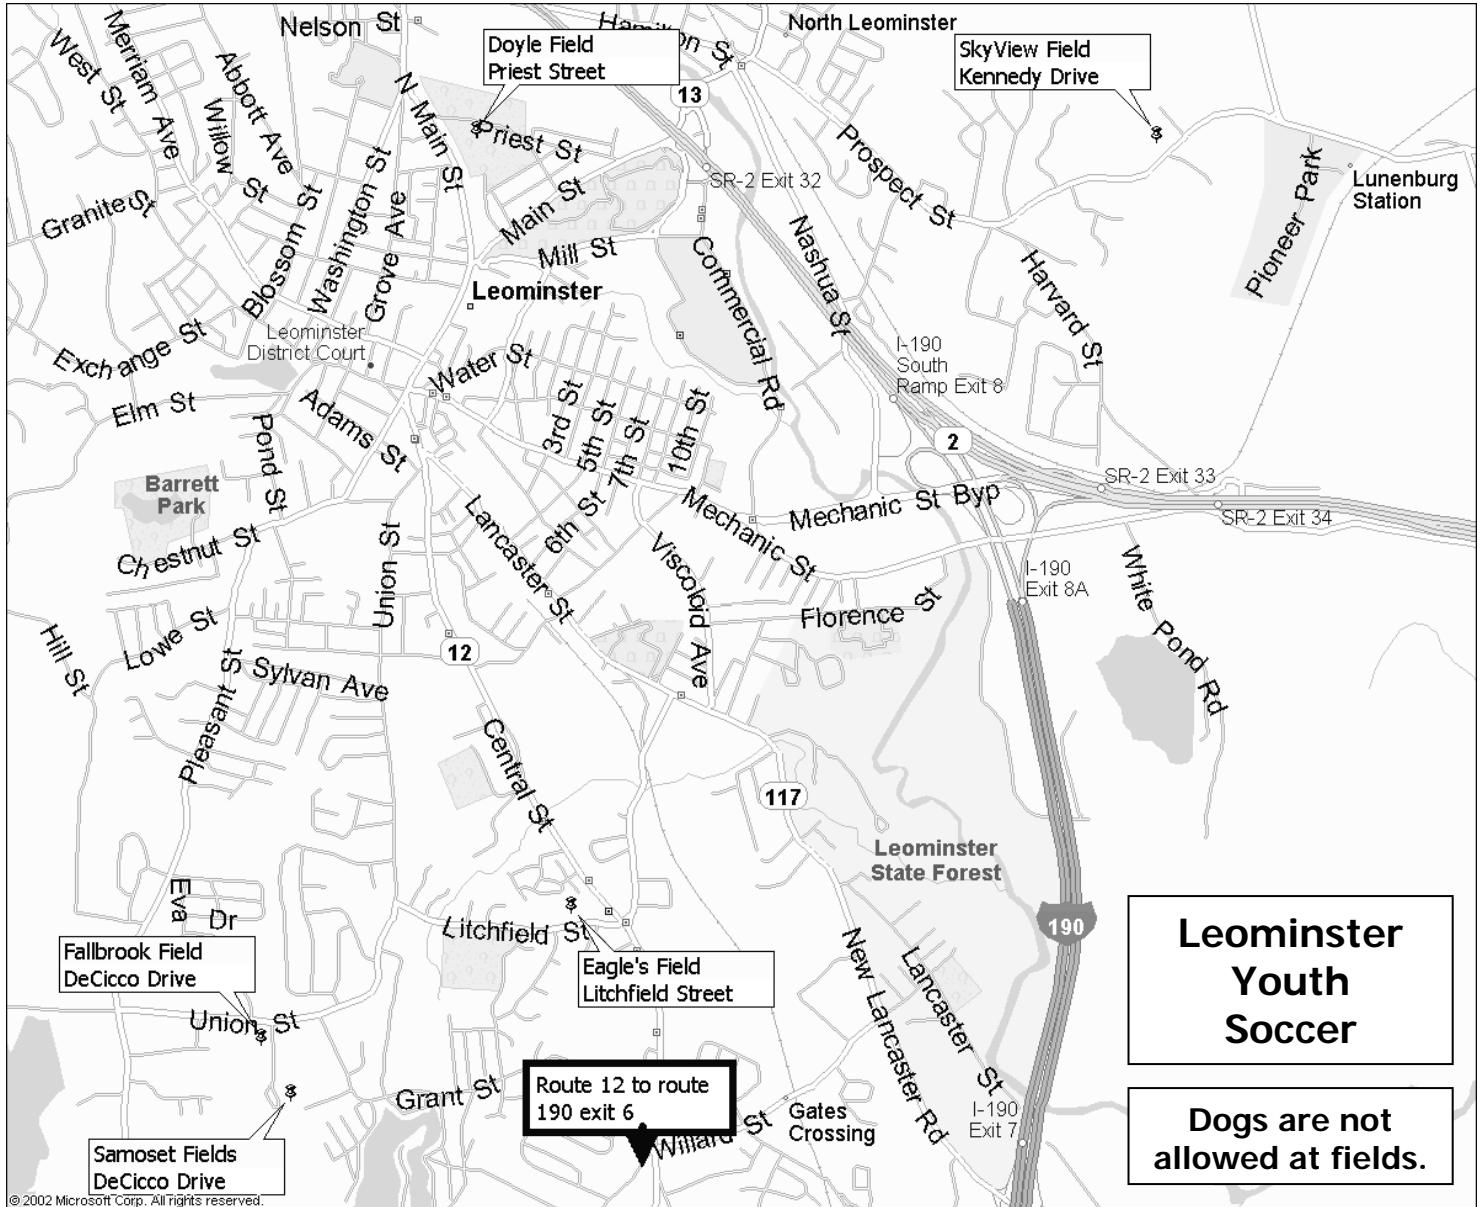 Nelson St
Hamilton St
North Leominster
Doyle Field
Priest Street
SkyView Field
Kennedy Drive
West St
Merriam Ave
Abbott Ave
Willow St
N Main St
13
Priest St
SR-2 Exit 32
Prospect St
Pioneer Park
Lunenburg
Station
Granite St
Blossom St
Washington St
Grove Ave
Main St
Mill St
Commercial Rd
Nashua St
Harvard St
Leominster
Leominster
District Court
Exchange St
Elm St
Water St
Adams St
Pond St
3rd St
5th St
7th St
10th St
6th St
I-190
South
Ramp Exit 8
2
SR-2 Exit 33
SR-2 Exit 34
Barrett
Park
Chestnut St
Union St
Lancaster St
Mechanic St
Mechanic St Byp
Viscoloid Ave
Florence St
I-190
Exit 8A
White Pond Rd
Hill St
Lowe St
Pleasant St
Sylvan Ave
12
Central St
117
Leominster
State Forest
190
Eva Dr
Litchfield St
Fallbrook Field
DeCicco Drive
Eagle's Field
Litchfield Street
Union St
New Lancaster Rd
Lancaster St
Grant St
Route 12 to route
190 exit 6
Willard St
Gates
Crossing
I-190
Exit 7
Samoset Fields
DeCicco Drive
Leominster
Youth
Soccer
Dogs are not
allowed at fields.
© 2002 Microsoft Corp. All rights reserved.